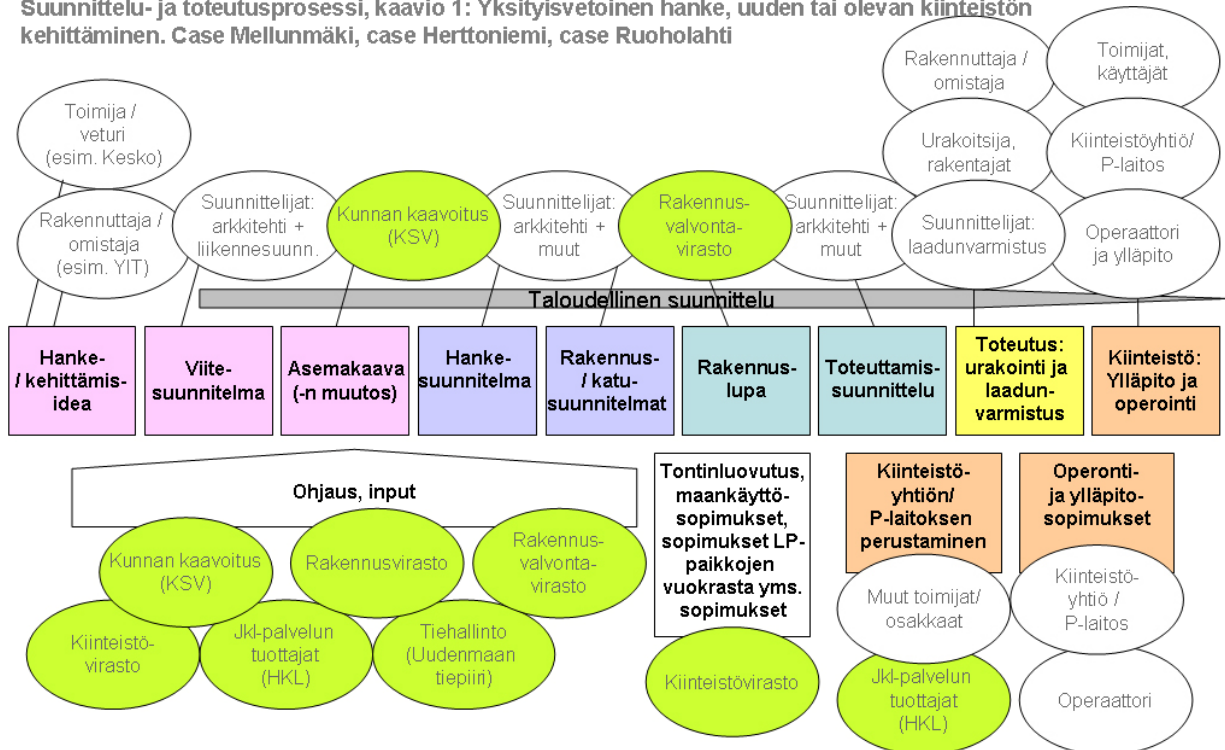 Suunnittelu- ja toteutusprosessi, kaavio 1: Yksityisvetoinen hanke, uuden tai olevan kiinteistön
kehittäminen. Case Mellunmäki, case Herttoniemi, case Ruoholahti
Toimija /
veturi
(esim. Kesko)
Rakennuttaja /
omistaja
(esim. YIT)
Suunnittelijat:
arkkitehti +
liikennesuunn.
Kunnan kaavoitus
(KSV)
Suunnittelijat:
arkkitehti +
muut
Rakennus-
valvonta-
virasto
Suunnittelijat:
arkkitehti +
muut
Rakennuttaja /
omistaja
Urakoitsija,
rakentajat
Suunnittelijat:
laadunvarmistus
Toimijat,
käyttäjät
Kiinteistöyhtiö/
P-laitos
Operaattori
ja ylläpito
Taloudellinen suunnittelu
Hanke-
/ kehittämis-
idea
Viite-
suunnitelma
Asemakaava
(-n muutos)
Hanke-
suunnitelma
Rakennus-
/ katu-
suunnitelmat
Rakennus-
lupa
Toteuttamis-
suunnittelu
Toteutus:
urakointi ja
laadun-
varmistus
Kiinteistö:
Ylläpito ja
operointi
Ohjaus, input
Kunnan kaavoitus
(KSV)
Rakennusvirasto
Rakennus-
valvonta-
virasto
Kiinteistö-
virasto
Jkl-palvelun
tuottajat
(HKL)
Tiehallinto
(Uudenmaan
tiepiiri)
Tontinluovutus,
maankäyttö-
sopimukset,
sopimukset LP-
paikkojen
vuokrasta yms.
sopimukset
Kiinteistövirasto
Kiinteistö-
yhtiön/
P-laitoksen
perustaminen
Muut toimijat/
osakkaat
Jkl-palvelun
tuottajat
(HKL)
Operonti-
ja ylläpito-
sopimukset
Kiinteistö-
yhtiö /
P-laitos
Operaattori